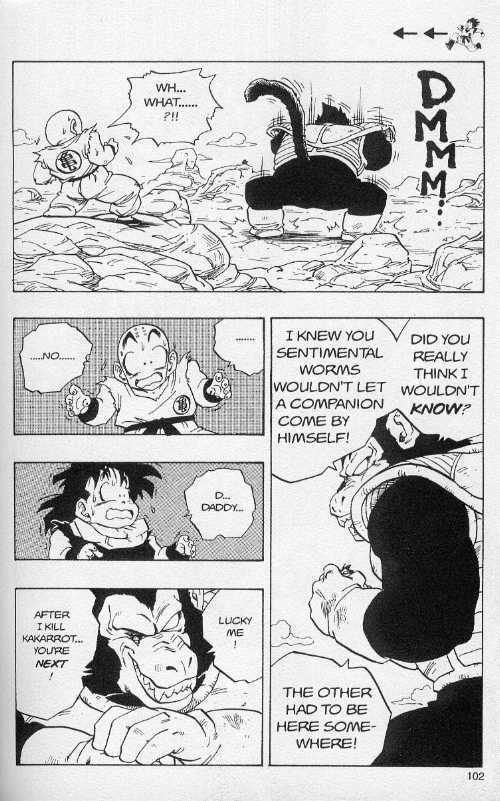 DMMM...
WH...
WHAT......
?!!
DID YOU
REALLY
THINK I
WOULDN'T
KNOW?
I KNEW YOU
SENTIMENTAL
WORMS
WOULDN'T LET
A COMPANION
COME BY
HIMSELF!
THE OTHER
HAD TO BE
HERE SOME-
WHERE!
.......
.....NO......
D...
DADDY...
LUCKY
ME
!
AFTER
I KILL
KAKARROT...
YOU'RE
NEXT
!
102